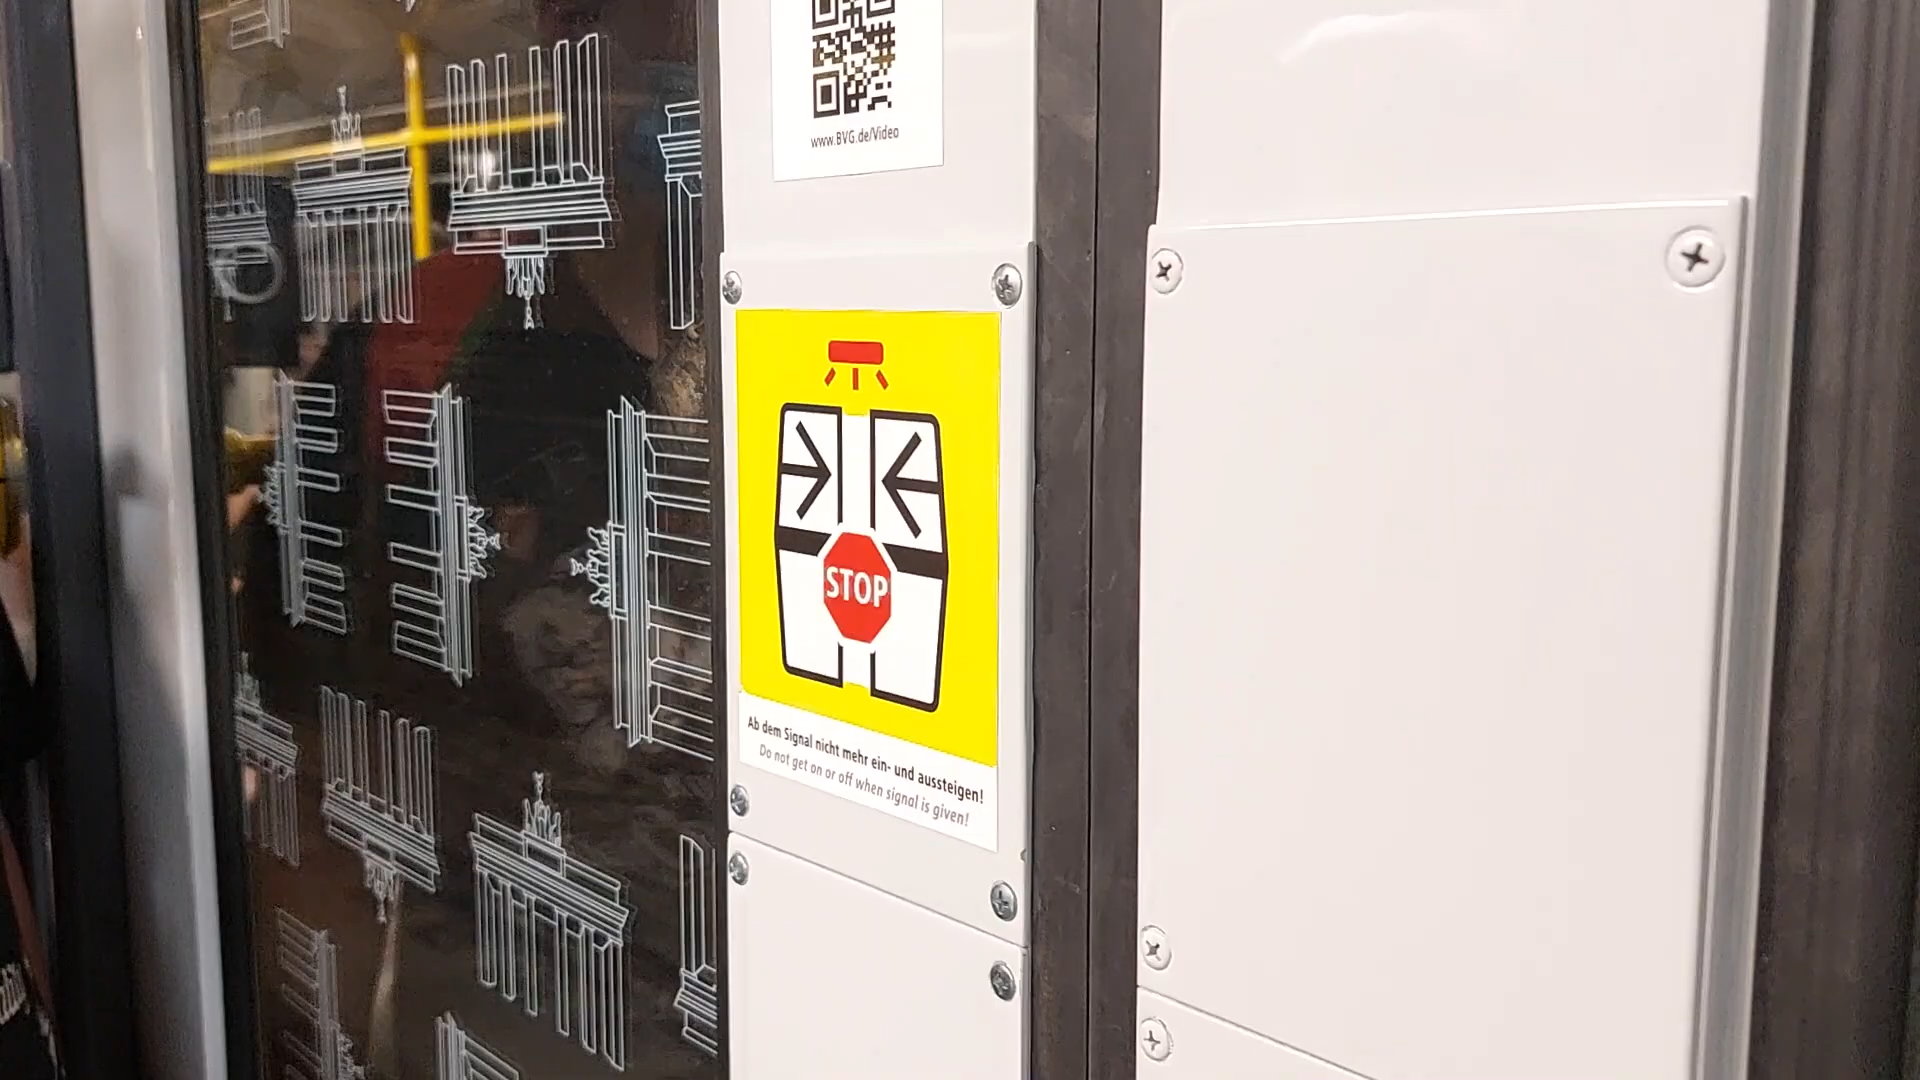 www.BVG.de/Video
STOP
Ab dem Signal nicht mehr ein- und aussteigen!
Do not get on or off when signal is given!